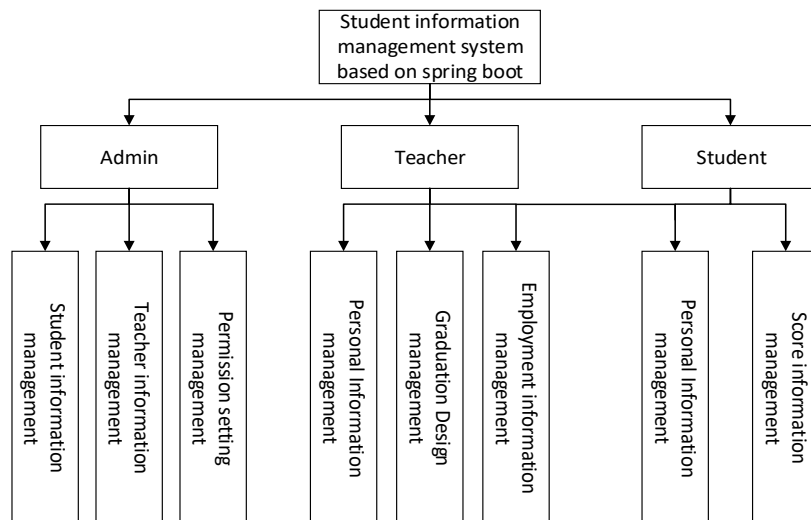 Student information
management system
based on spring boot
Admin
Teacher
Student
Student information
management
Teacher information
management
Permission setting
management
Personal Information
management
Graduation Design
management
Employment information
management
Personal Information
management
Score information
management